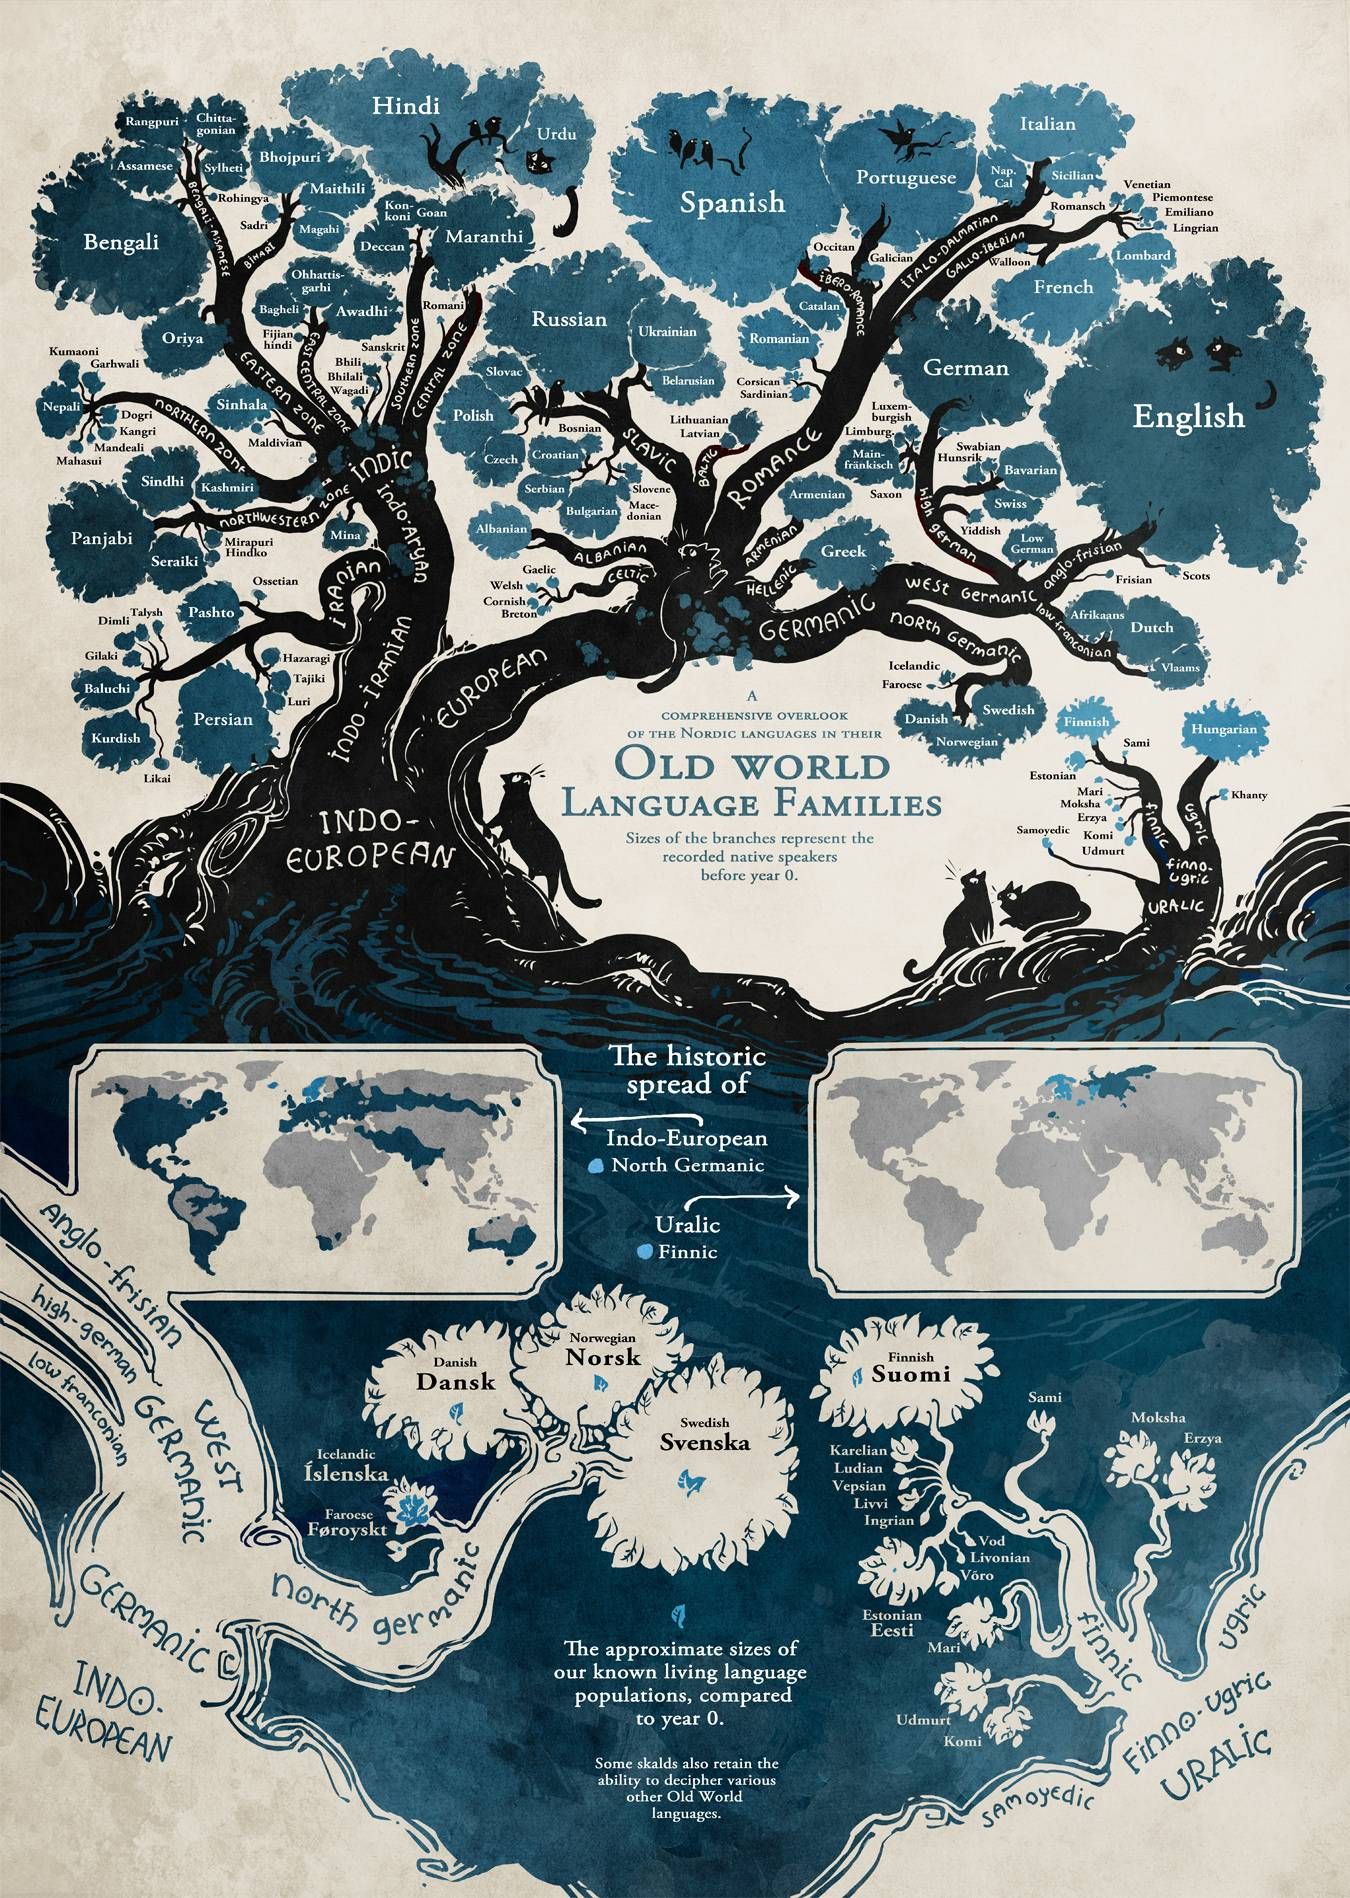 Hindi
Urdu
Rangpuri
Chitta-
gonian
Assamese
Sylheti
Bhojpuri
Maithili
Rohingya
Sadri
Magahi
Bengali
BENGALI-ASSAMESE
BIHARI
Kon-
koni
Goan
Deccan
Maranthi
Ohhattis-
garhi
Bagheli
Awadhi
Fijian
hindi
Romani
Oriya
Sanskrit
Bhili
Bhilali
Wagadi
EASTERN ZONE
EAST CENTRAL ZONE
SOUTHERN ZONE
CENTRAL ZONE
Kumaoni
Garhwali
Nepali
Dogri
Kangri
Mandeali
Mahasui
NORTHERN ZONE
Sinhala
Maldivian
Sindhi
Kashmiri
NORTHWESTERN ZONE
INDIC
Indo-Aryan
Panjabi
Mirapuri
Hindko
Mina
Seraiki
IRANIAN
Ossetian
Pashto
Talysh
Dimli
Gilaki
Baluchi
Kurdish
Likai
Hazaragi
Tajiki
Luri
Persian
INDO-IRANIAN
EUROPEAN
INDO-
EUROPEAN
Spanish
Portuguese
Italian
Nap.
Cal
Sicilian
Romansch
Venetian
Piemontese
Emiliano
Lingrian
Occitan
Galician
ITALO-DALMATIAN
GALLO-IBERIAN
Walloon
Lombard
French
IBERO-ROMANCE
Catalan
Romanian
Corsican
Sardinian
ROMANCE
Russian
Ukrainian
Slovac
Belarusian
Polish
Bosnian
Czech
Croatian
Serbian
Bulgarian
Slovene
Mace-
donian
SLAVIC
Lithuanian
Latvian
BALTIC
Albanian
ALBANIAN
Gaelic
Welsh
Cornish
Breton
CELTIC
Armenian
ARMENIAN
Greek
HELLENIC
German
English
Luxem-
burgish
Limburg.
Main-
fränkisch
Saxon
Swabian
Hunsrik
Bavarian
Swiss
Yiddish
Low
German
high german
GERMANIC
WEST Germanic
anglo-frisian
Frisian
Scots
low franconian
Afrikaans
Dutch
Vlaams
NORTH Germanic
Icelandic
Faroese
Danish
Swedish
Norwegian
A
COMPREHENSIVE OVERLOOK
OF THE NORDIC LANGUAGES IN THEIR
OLD WORLD
LANGUAGE FAMILIES
Sizes of the branches represent the
recorded native speakers
before year 0.
Finnish
Hungarian
Sami
Estonian
Mari
Moksha
Erzya
Samoyedic
Komi
Udmurt
Khanty
finnic
ugric
finno-
ugric
URALIC
The historic
spread of
Indo-European
North Germanic
Uralic
Finnic
anglo-frisian
high-german
low franconian
WEST
GERMANIC
north germanic
GERMANIC
INDO-
EUROPEAN
Danish
Dansk
Norwegian
Norsk
Swedish
Svenska
Icelandic
Íslenska
Faroese
Føroyskt
The approximate sizes of
our known living language
populations, compared
to year 0.
Some skalds also retain the
ability to decipher various
other Old World
languages.
Finnish
Suomi
Sami
Moksha
Erzya
Karelian
Ludian
Vepsian
Livvi
Ingrian
Vod
Livonian
Võro
Estonian
Eesti
Mari
Udmurt
Komi
finnic
ugric
Finno-ugric
URALIC
samoyedic